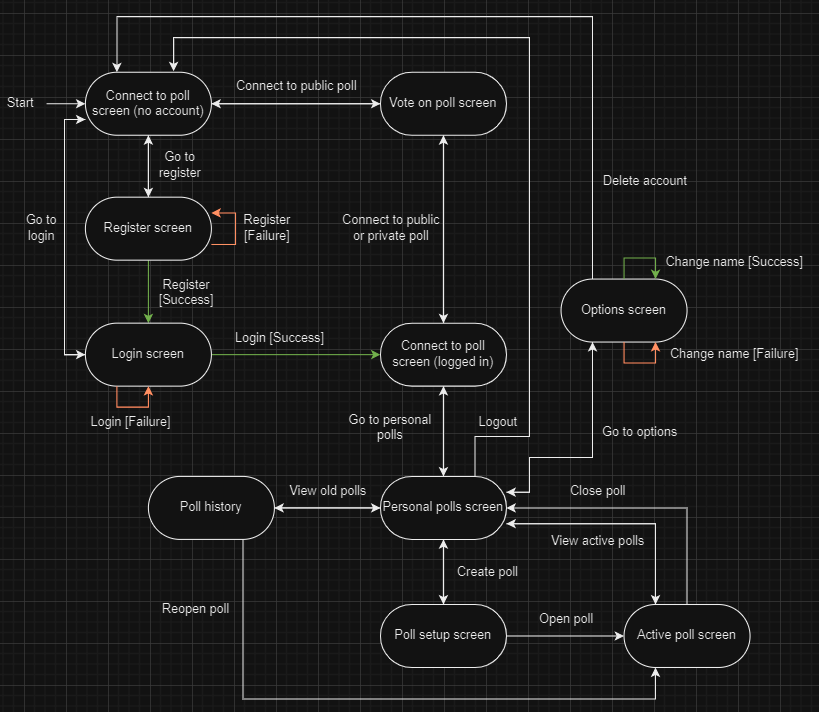 Start
Connect to poll
screen (no account)
Connect to public poll
Vote on poll screen
Go to
register
Delete account
Go to
login
Register screen
Register
[Failure]
Connect to public
or private poll
Register
[Success]
Change name [Success]
Options screen
Login screen
Login [Success]
Connect to poll
screen (logged in)
Change name [Failure]
Login [Failure]
Go to personal
polls
Logout
Go to options
Poll history
View old polls
Personal polls screen
Close poll
View active polls
Create poll
Reopen poll
Poll setup screen
Open poll
Active poll screen